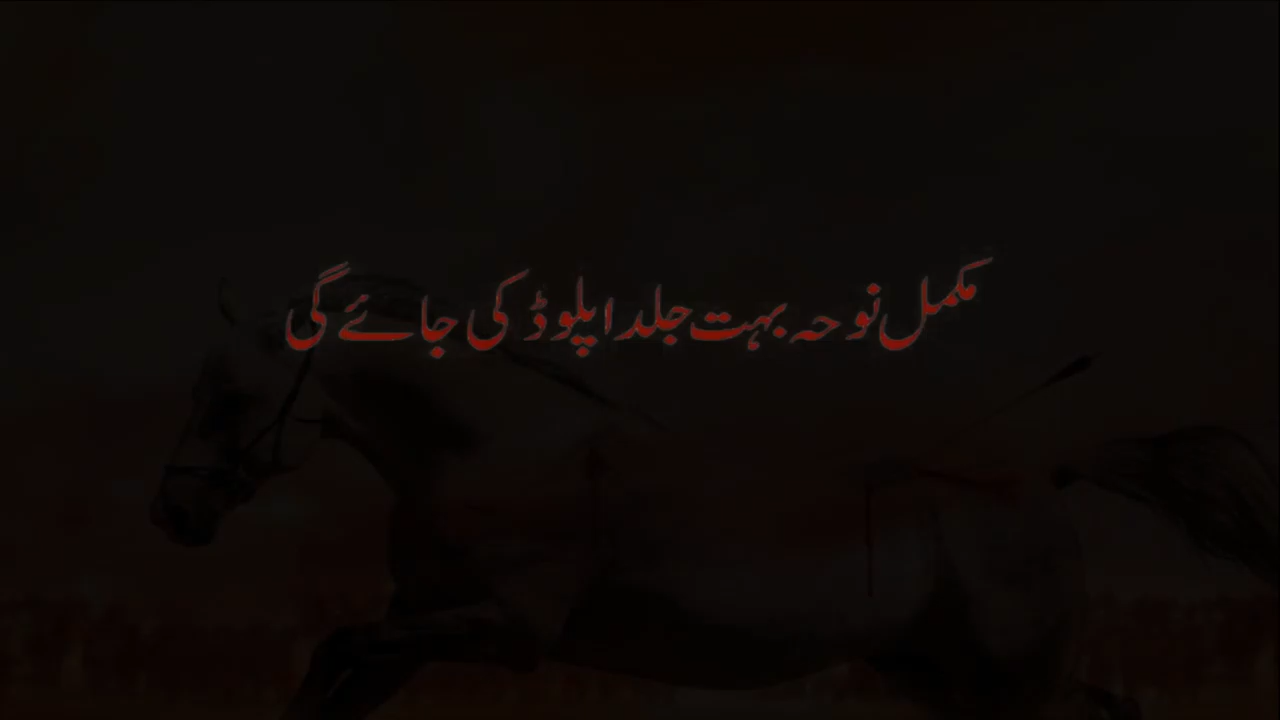 مکمل نوحہ بہت جلد اپلوڈ کی جائے گی